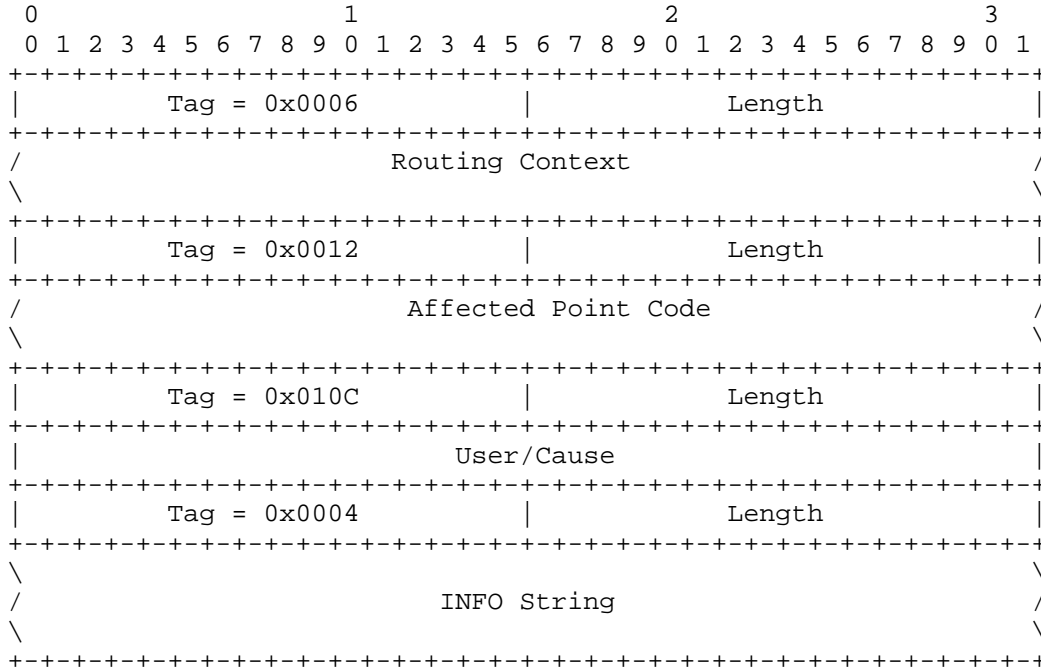 0                   1                   2                   3
0 1 2 3 4 5 6 7 8 9 0 1 2 3 4 5 6 7 8 9 0 1 2 3 4 5 6 7 8 9 0 1
+-+-+-+-+-+-+-+-+-+-+-+-+-+-+-+-+-+-+-+-+-+-+-+-+-+-+-+-+-+-+-+-+
|         Tag = 0x0006          |            Length             |
+-+-+-+-+-+-+-+-+-+-+-+-+-+-+-+-+-+-+-+-+-+-+-+-+-+-+-+-+-+-+-+-+
/                       Routing Context                         /
\                                                               \
+-+-+-+-+-+-+-+-+-+-+-+-+-+-+-+-+-+-+-+-+-+-+-+-+-+-+-+-+-+-+-+-+
|         Tag = 0x0012          |            Length             |
+-+-+-+-+-+-+-+-+-+-+-+-+-+-+-+-+-+-+-+-+-+-+-+-+-+-+-+-+-+-+-+-+
/                        Affected Point Code                    /
\                                                               \
+-+-+-+-+-+-+-+-+-+-+-+-+-+-+-+-+-+-+-+-+-+-+-+-+-+-+-+-+-+-+-+-+
|         Tag = 0x010C          |            Length             |
+-+-+-+-+-+-+-+-+-+-+-+-+-+-+-+-+-+-+-+-+-+-+-+-+-+-+-+-+-+-+-+-+
|                           User/Cause                          |
+-+-+-+-+-+-+-+-+-+-+-+-+-+-+-+-+-+-+-+-+-+-+-+-+-+-+-+-+-+-+-+-+
|         Tag = 0x0004          |            Length             |
+-+-+-+-+-+-+-+-+-+-+-+-+-+-+-+-+-+-+-+-+-+-+-+-+-+-+-+-+-+-+-+-+
\                                                               \
/                          INFO String                          /
\                                                               \
+-+-+-+-+-+-+-+-+-+-+-+-+-+-+-+-+-+-+-+-+-+-+-+-+-+-+-+-+-+-+-+-+